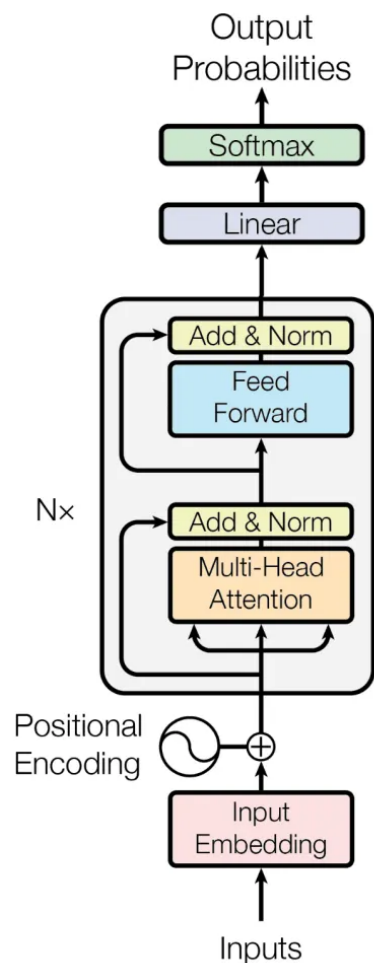 Output
Probabilities
Softmax
Linear
Add & Norm
Feed
Forward
N×
Add & Norm
Multi-Head
Attention
Positional
Encoding
Input
Embedding
Inputs